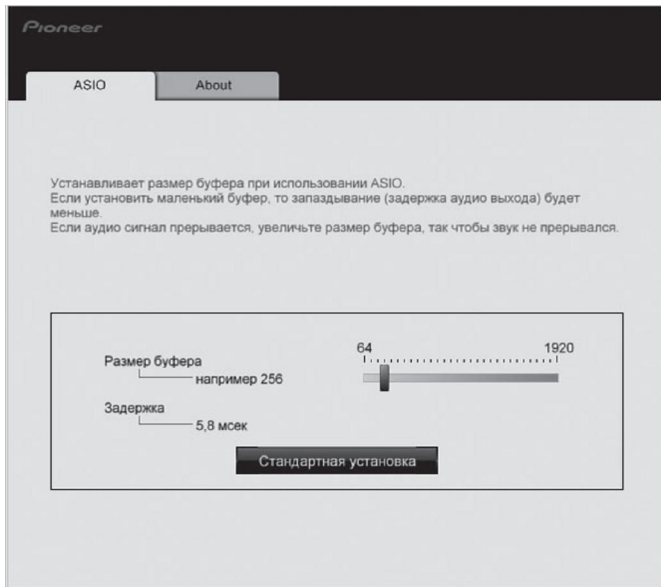 Pioneer
ASIO About
Устанавливает размер буфера при использовании ASIO.
Если установить маленький буфер, то запаздывание (задержка аудио выхода) будет
меньше.
Если аудио сигнал прерывается, увеличьте размер буфера, так чтобы звук не прерывался.
64 1920
Размер буфера
например 256
Задержка
5,8 мсек
Стандартная установка